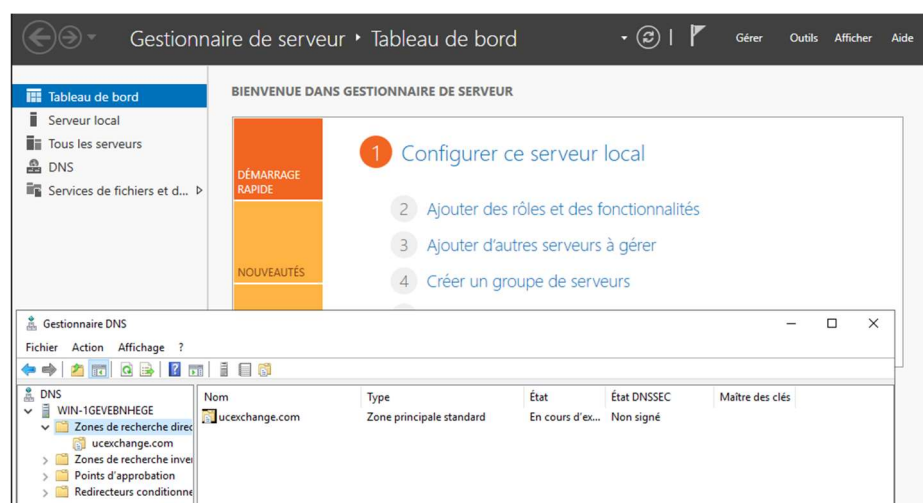 Gestionnaire de serveur ‣ Tableau de bord
Gérer Outils Afficher Aide
Tableau de bord
Serveur local
Tous les serveurs
DNS
Services de fichiers et d...
BIENVENUE DANS GESTIONNAIRE DE SERVEUR
DÉMARRAGE
RAPIDE
NOUVEAUTÉS
1 Configurer ce serveur local
2 Ajouter des rôles et des fonctionnalités
3 Ajouter d'autres serveurs à gérer
4 Créer un groupe de serveurs
Gestionnaire DNS
Fichier Action Affichage ?
DNS
WIN-1GEVEBNHEGE
Zones de recherche direc
ucexchange.com
Zones de recherche inver
Points d'approbation
Redirecteurs conditionne
Nom Type État État DNSSEC Maître des clés
ucexchange.com Zone principale standard En cours d'ex... Non signé